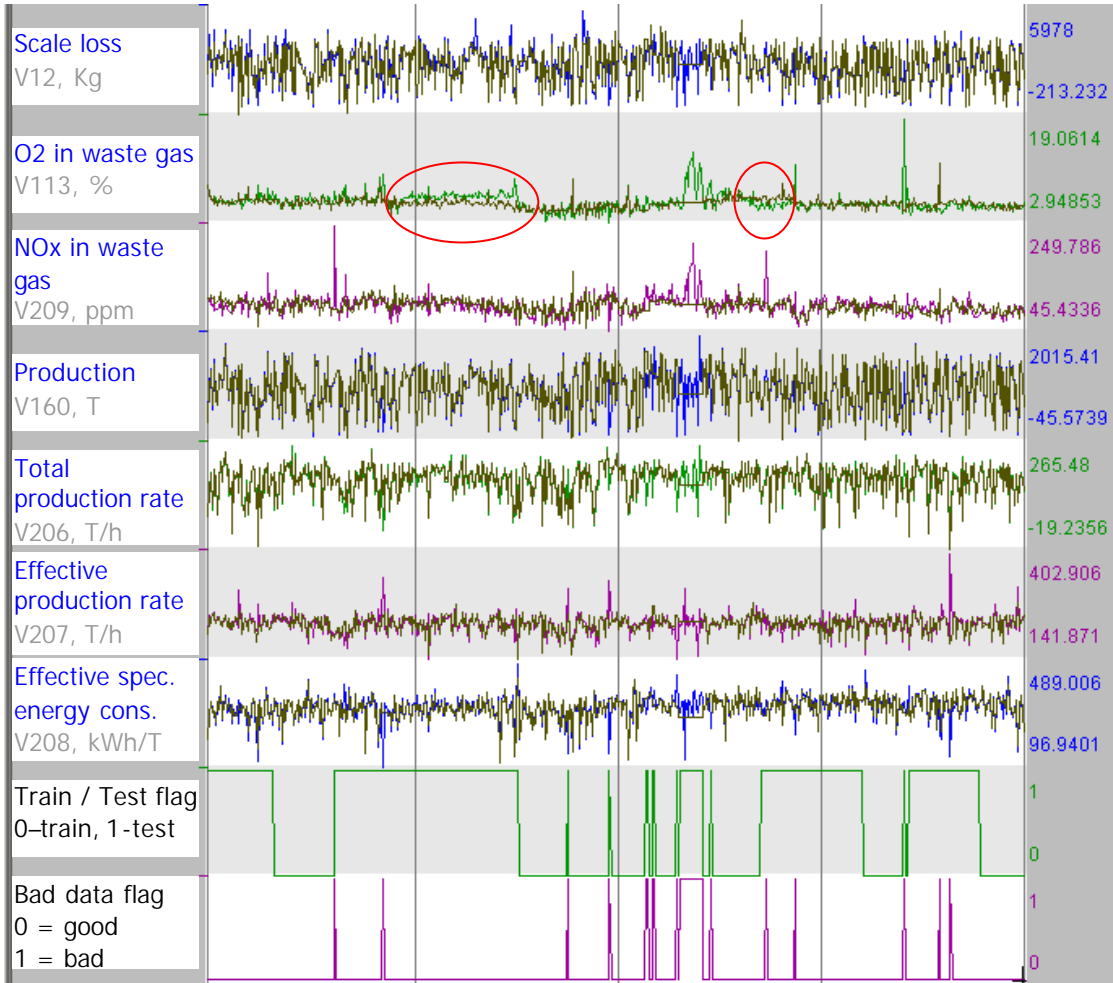 Scale loss
V12, Kg
5978
-213.232
O2 in waste gas
V113, %
19.0614
2.94853
NOx in waste
gas
V209, ppm
249.786
45.4336
Production
V160, T
2015.41
-45.5739
Total
production rate
V206, T/h
265.48
-19.2356
Effective
production rate
V207, T/h
402.906
141.871
Effective spec.
energy cons.
V208, kWh/T
489.006
96.9401
Train / Test flag
0–train, 1-test
1
0
Bad data flag
0 = good
1 = bad
1
0